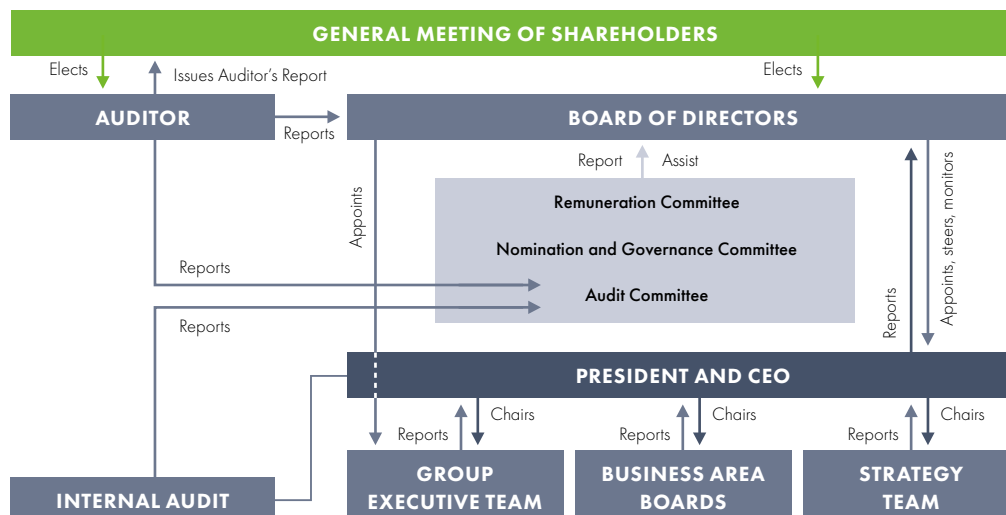 GENERAL MEETING OF SHAREHOLDERS
Elects
Issues Auditor's Report
Elects
AUDITOR
Reports
BOARD OF DIRECTORS
Report
Assist
Appoints
Remuneration Committee
Nomination and Governance Committee
Audit Committee
Reports
Reports
Reports
Appoints, steers, monitors
PRESIDENT AND CEO
Reports
Chairs
Reports
Chairs
Reports
Chairs
INTERNAL AUDIT
GROUP
EXECUTIVE TEAM
BUSINESS AREA
BOARDS
STRATEGY
TEAM